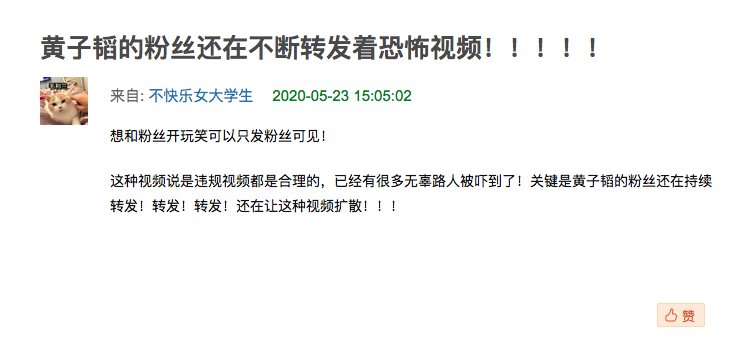 黄子韬的粉丝还在不断转发着恐怖视频！！！！！
来自: 不快乐女大学生 2020-05-23 15:05:02
想和粉丝开玩笑可以只发粉丝可见！
这种视频说是违规视频都是合理的，已经有很多无辜路人被吓到了！关键是黄子韬的粉丝还在持续
转发！转发！转发！还在让这种视频扩散！！！
赞